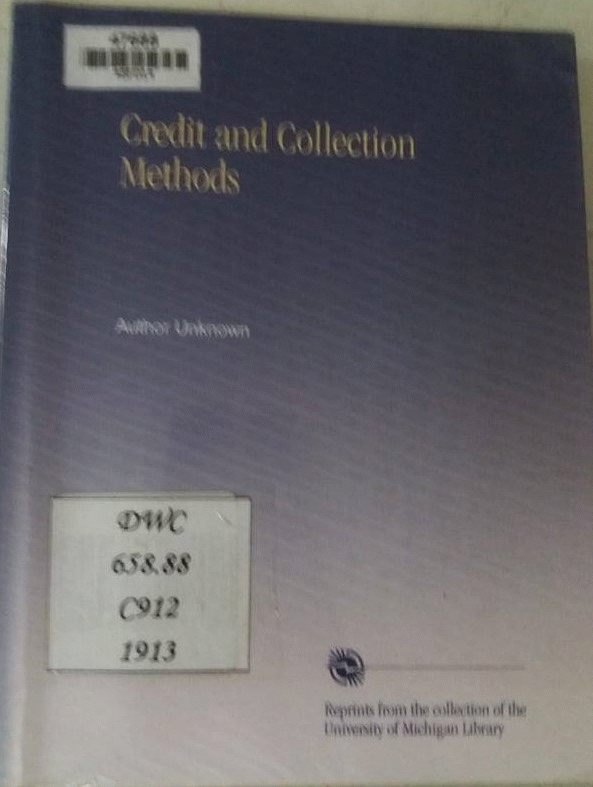 Credit and Collection
Methods
Author Unknown
DWC
658.88
C912
1913
Reprints from the collection of the
University of Michigan Library